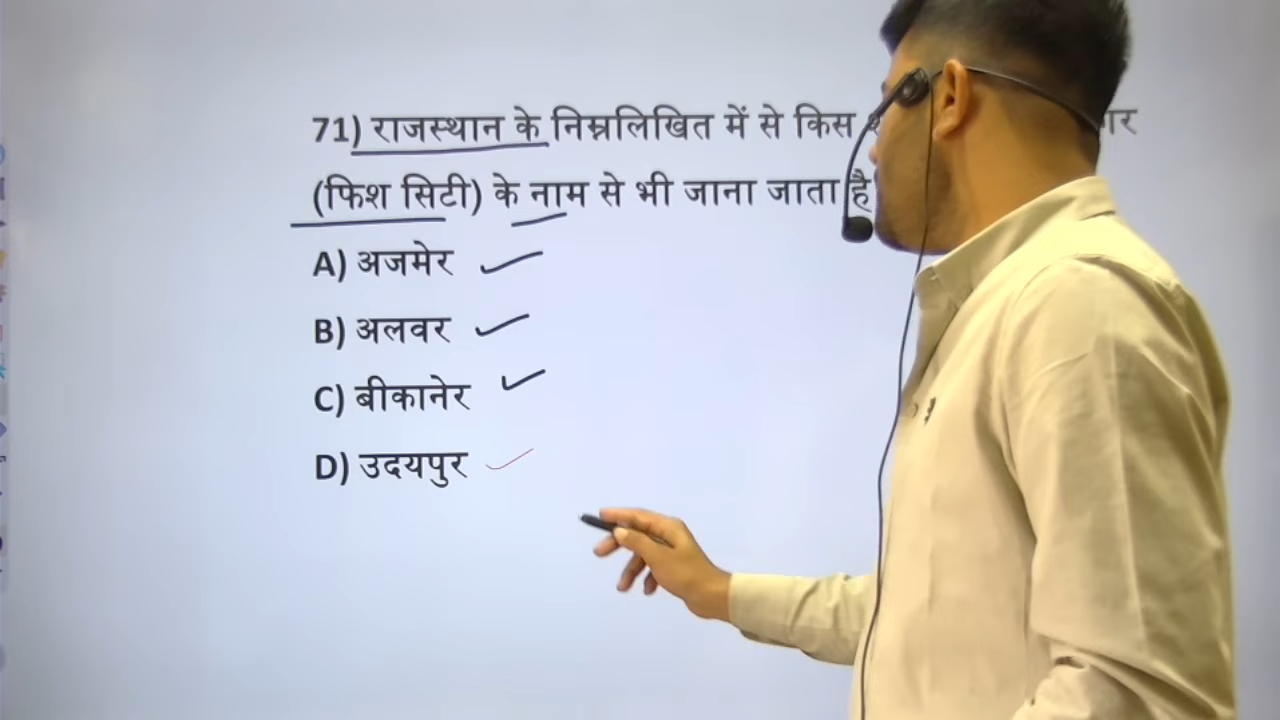 71) राजस्थान के निम्नलिखित में से किस
(फिश सिटी) के नाम से भी जाना जाता है
A) अजमेर
B) अलवर
C) बीकानेर
D) उदयपुर